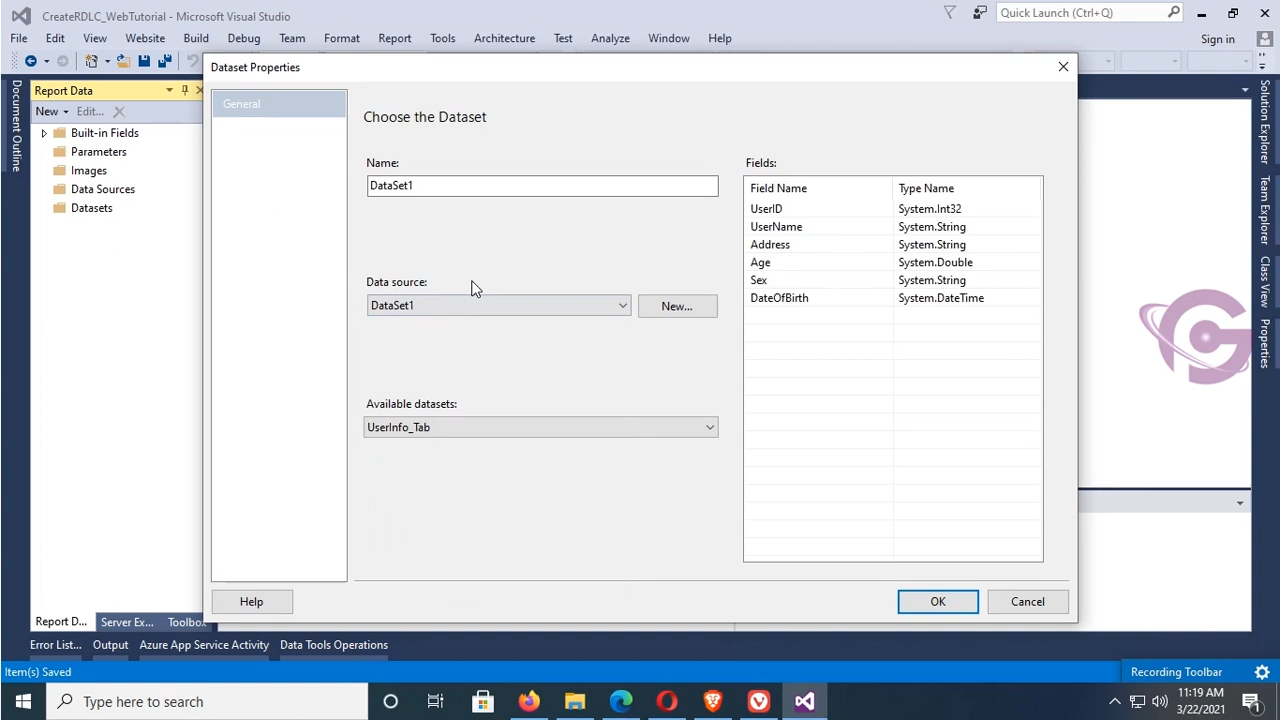 CreateRDLC_WebTutorial - Microsoft Visual Studio
Quick Launch (Ctrl+Q)
File Edit View Website Build Debug Team Format Report Tools Architecture Test Analyze Window Help
Sign in
Document Outline
Report Data
New Edit...
Built-in Fields
Parameters
Images
Data Sources
Datasets
Dataset Properties
General
Choose the Dataset
Name:
DataSet1
Data source:
DataSet1
New...
Available datasets:
UserInfo_Tab
Fields:
Field Name Type Name
UserID System.Int32
UserName System.String
Address System.String
Age System.Double
Sex System.String
DateOfBirth System.DateTime
Help
OK
Cancel
Solution Explorer
Team Explorer
Class View
Properties
Report D... Server Ex... Toolbox
Error List... Output Azure App Service Activity Data Tools Operations
Item(s) Saved
Recording Toolbar
Type here to search
11:19 AM
3/22/2021
1